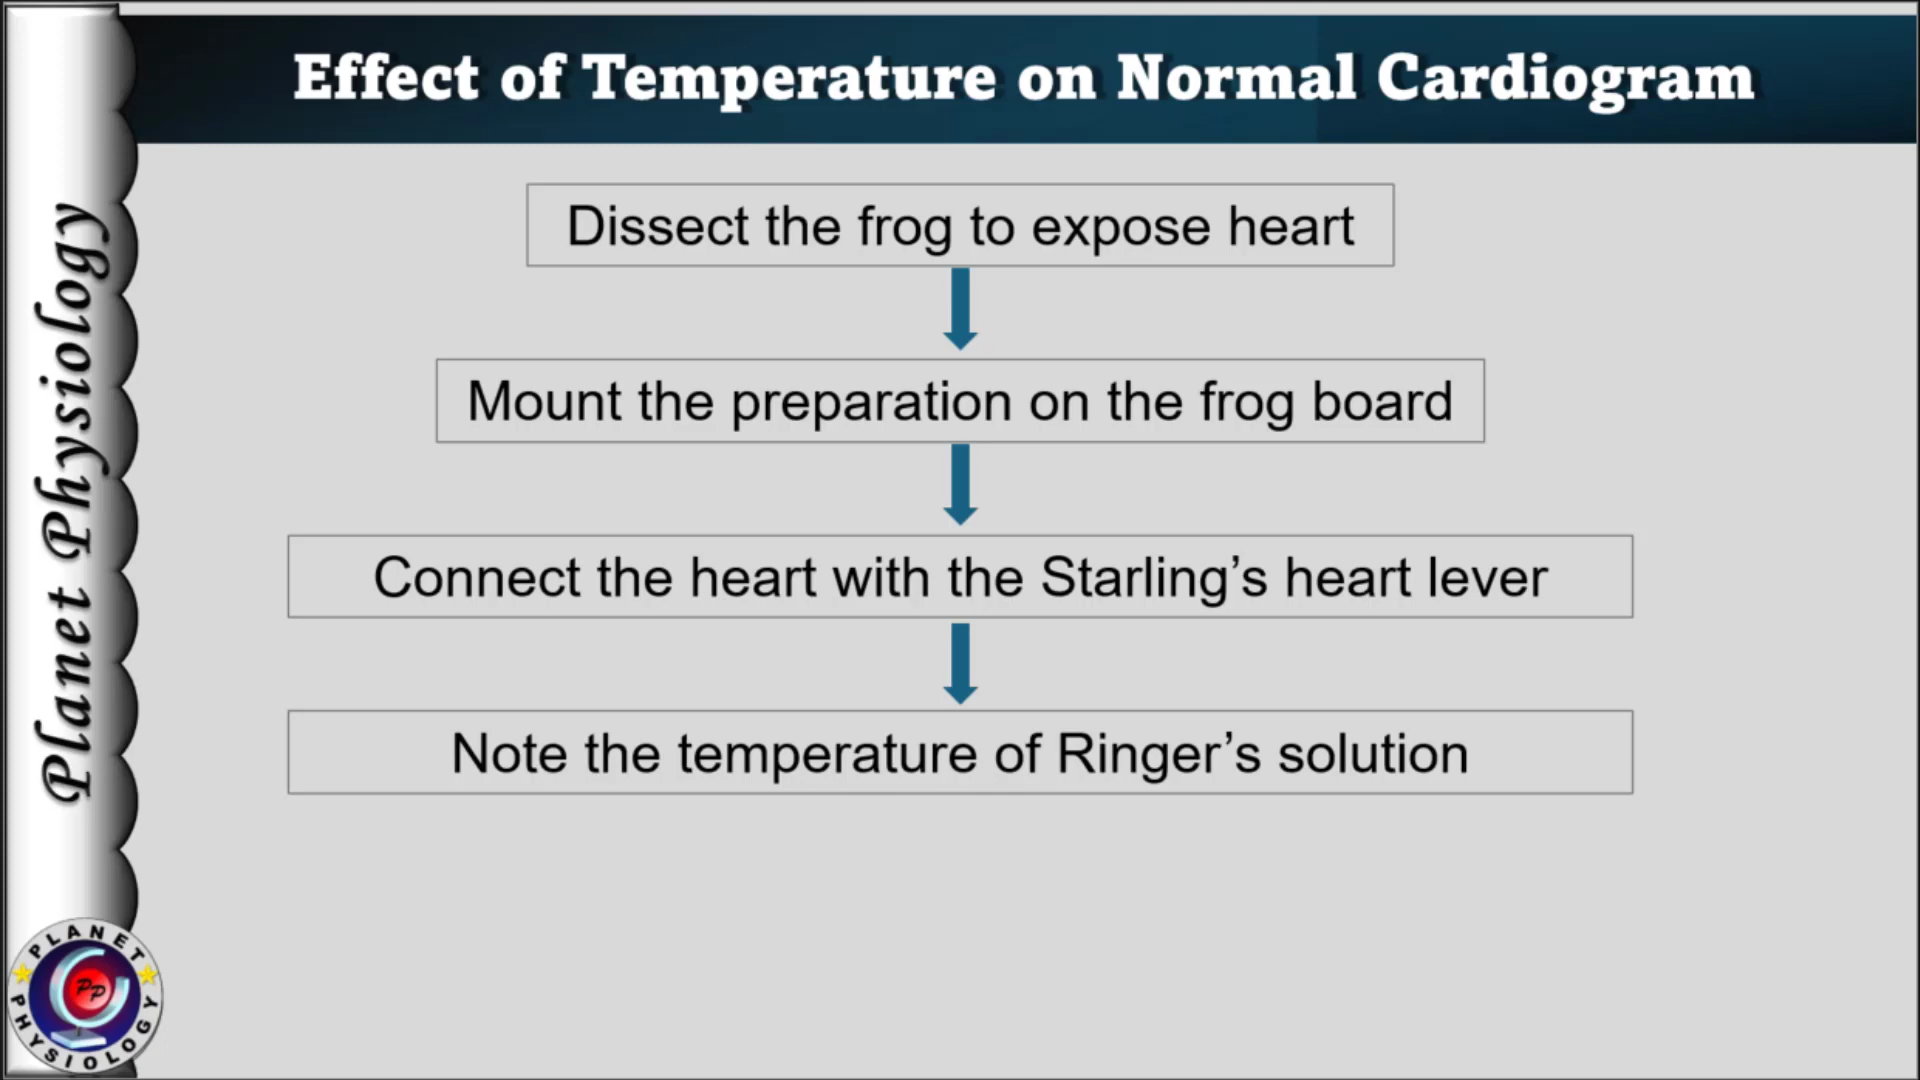 Effect of Temperature on Normal Cardiogram
Dissect the frog to expose heart
Mount the preparation on the frog board
Connect the heart with the Starling’s heart lever
Note the temperature of Ringer’s solution
Planet Physiology
PLANET
PP
PHYSIOLOGY